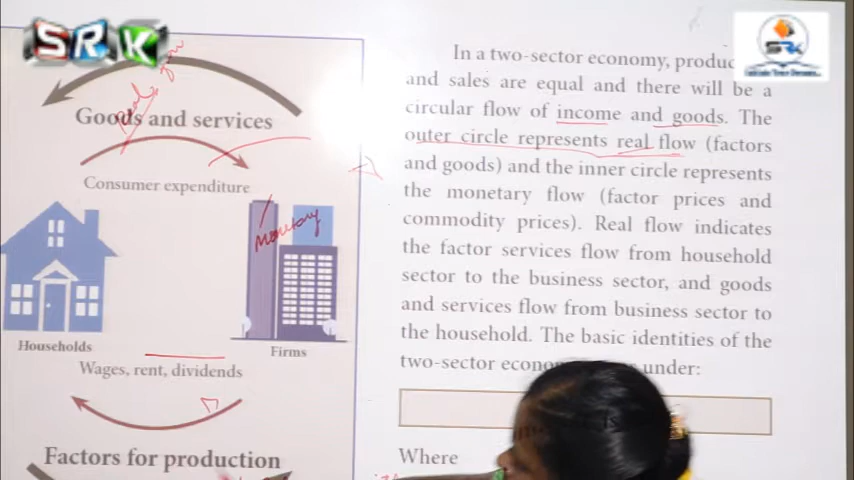 SRK
Real flow
Goods and services
Consumer expenditure
Monetary
Households
Firms
Wages, rent, dividends
Factors for production
SRK
In a two-sector economy,
and sales are equal and there will be a
circular flow of income and goods. The
outer circle represents real flow (factors
and goods) and the inner circle represents
the monetary flow (factor prices and
commodity prices). Real flow indicates
the factor services flow from household
sector to the business sector, and goods
and services flow from business sector to
the household. The basic identities of the
two-sector under:
Where